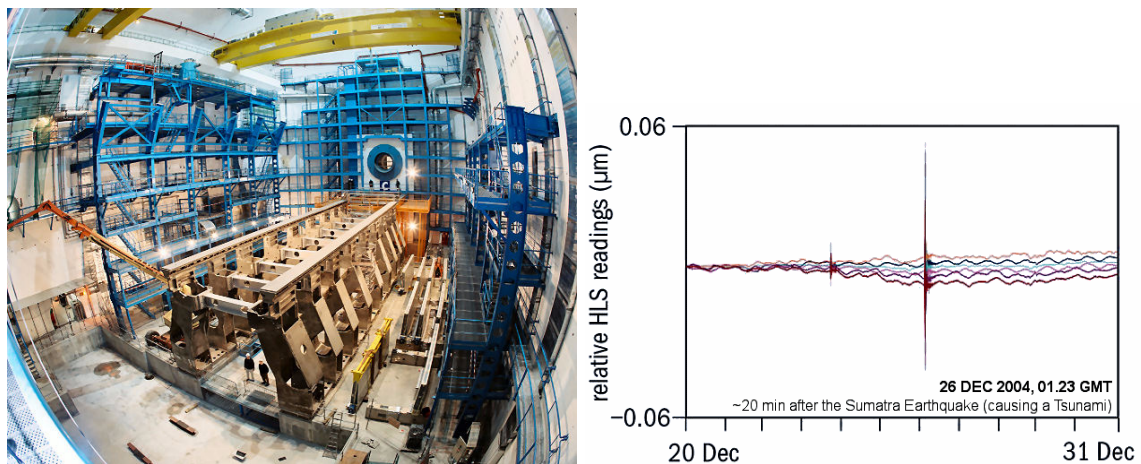 C
0.06
relative HLS readings (µm)
26 DEC 2004, 01.23 GMT
~20 min after the Sumatra Earthquake (causing a Tsunami)
−0.06
20 Dec
31 Dec